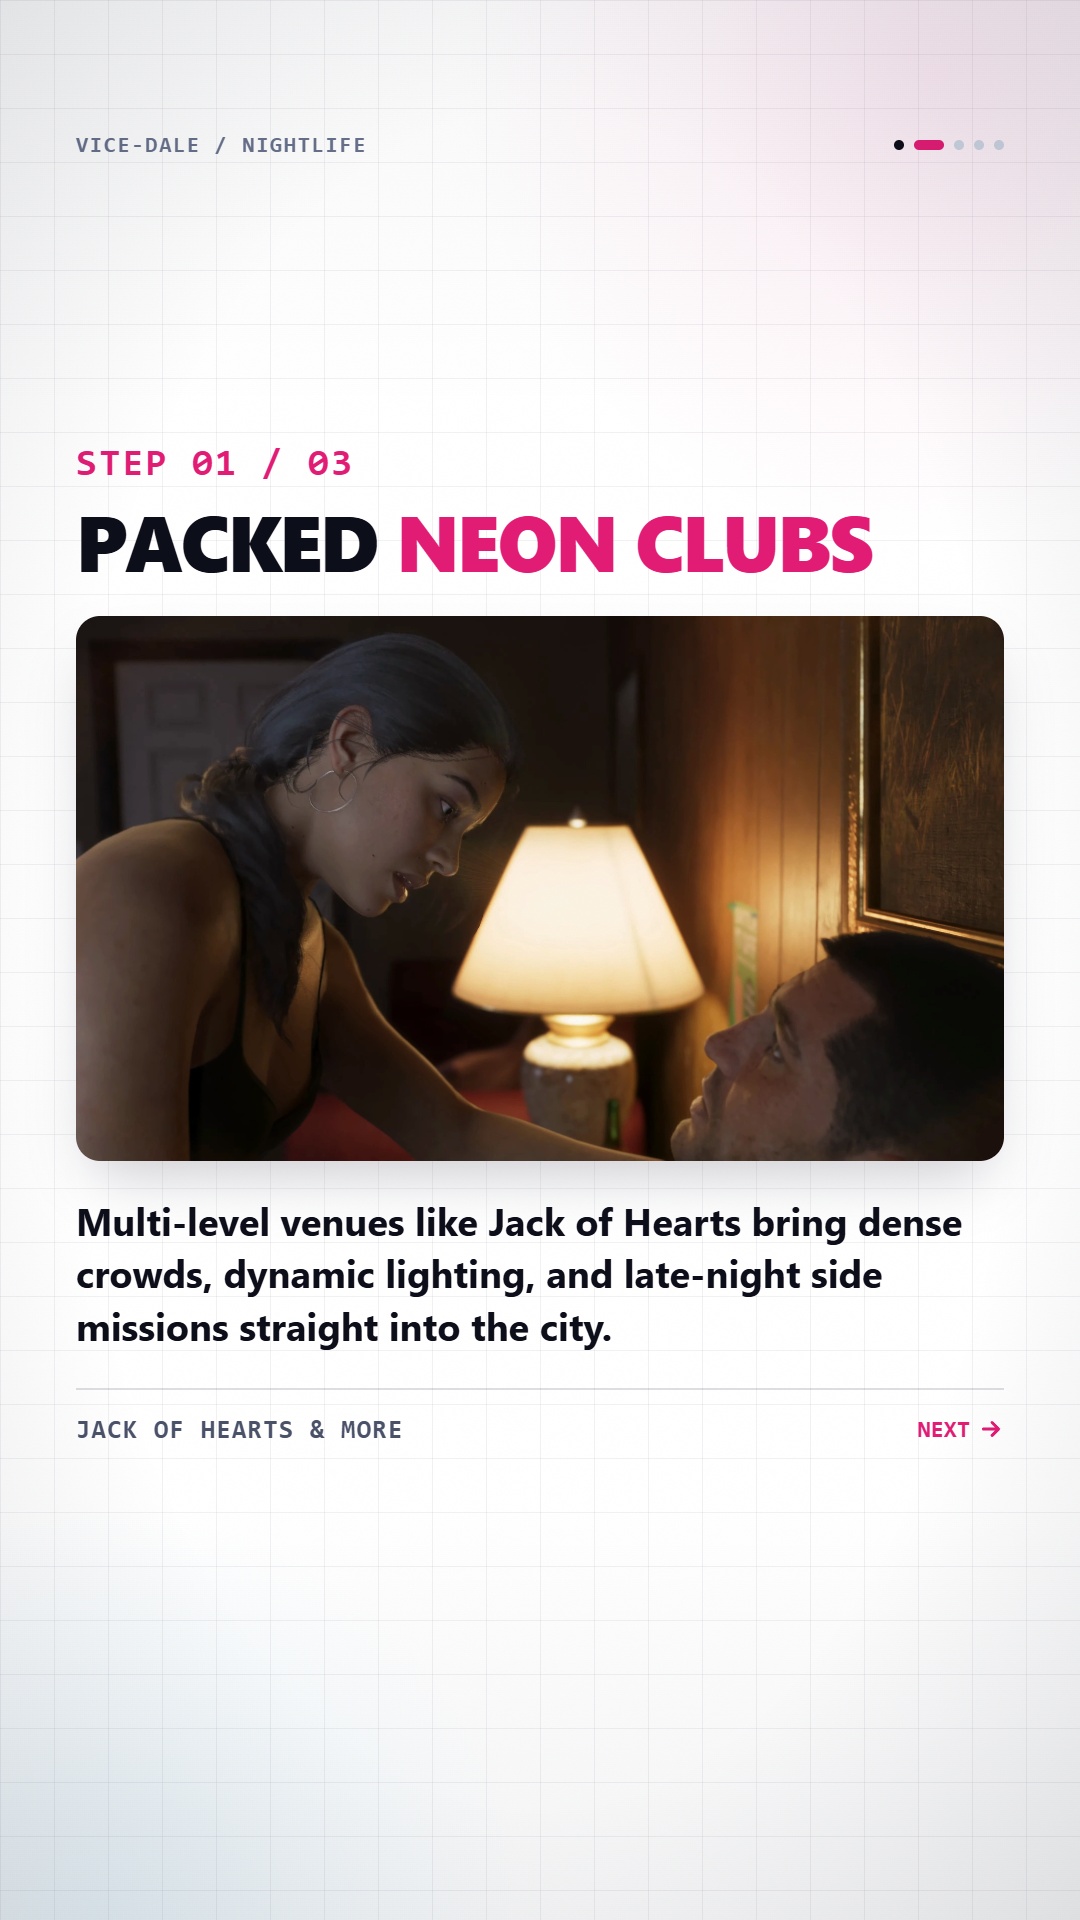 VICE-DALE / NIGHTLIFE
STEP 01 / 03
PACKED NEON CLUBS
Multi-level venues like Jack of Hearts bring dense
crowds, dynamic lighting, and late-night side
missions straight into the city.
JACK OF HEARTS & MORE
NEXT →